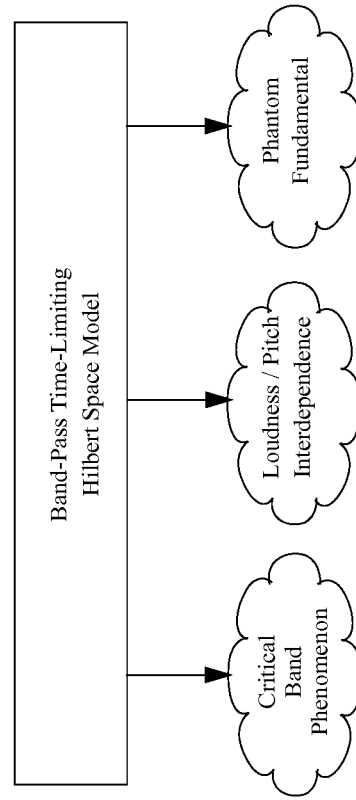 Band-Pass Time-Limiting
Hilbert Space Model
Critical
Band
Phenomenon
Loudness / Pitch
Interdependence
Phantom
Fundamental